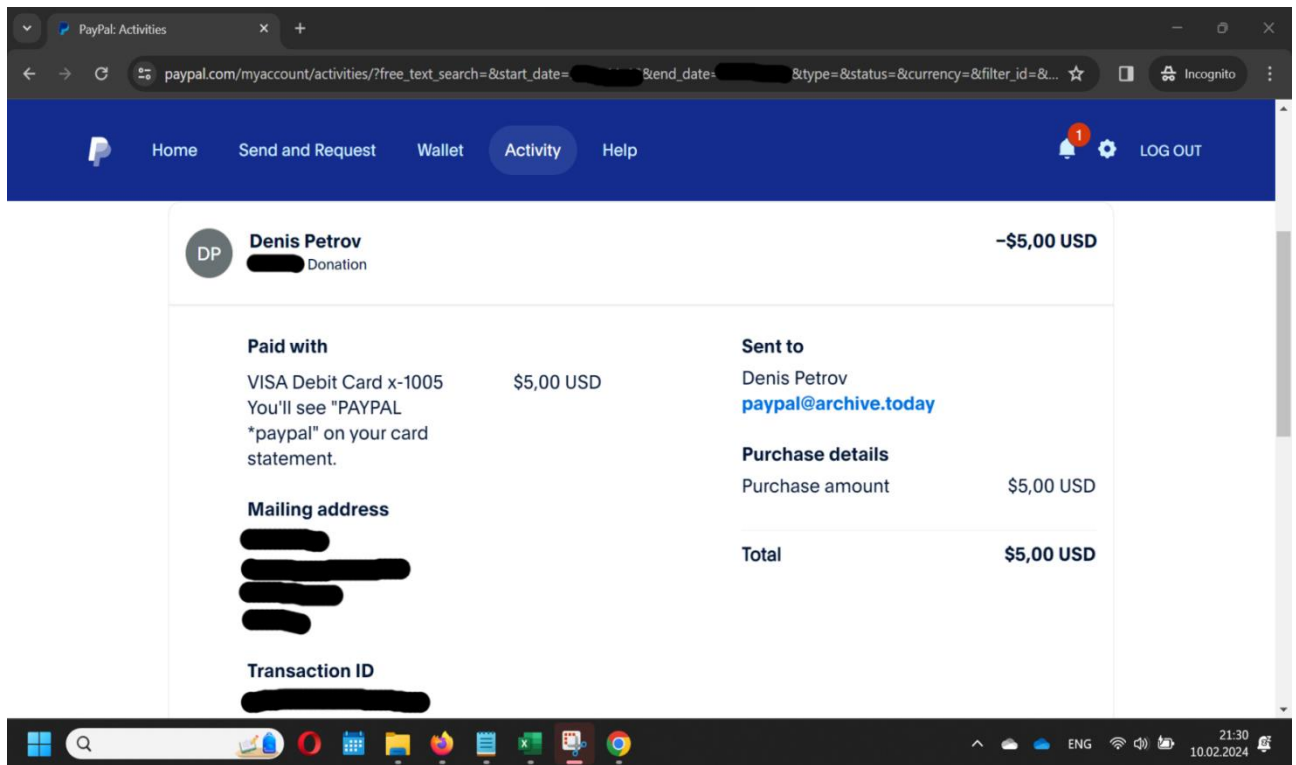 PayPal: Activities
paypal.com/myaccount/activities/?free_text_search=&start_date= &end_date= &type=&status=&currency=&filter_id=&...
Incognito
Home Send and Request Wallet Activity Help 1 LOG OUT
DP Denis Petrov −$5,00 USD
Donation
Paid with
VISA Debit Card x-1005 $5,00 USD
You'll see "PAYPAL
*paypal" on your card
statement.
Mailing address
Transaction ID
Sent to
Denis Petrov
paypal@archive.today
Purchase details
Purchase amount $5,00 USD
Total $5,00 USD
ENG
21:30
10.02.2024